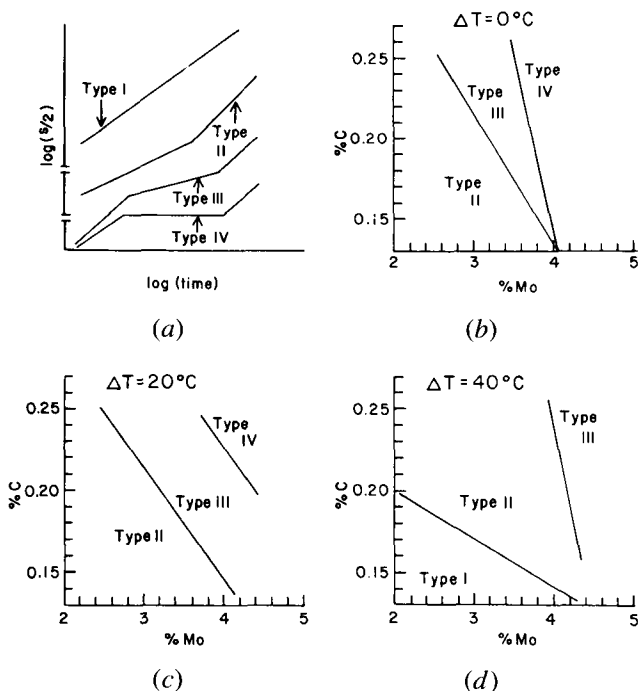 log(S/2)
Type I
Type
II
Type III
Type IV
log (time)
(a)
△T=0°C
0.25
0.20
0.15
%C
Type
III
Type
IV
Type
II
2 3 4 5
%Mo
(b)
△T=20°C
0.25
0.20
0.15
%C
Type
IV
Type III
Type II
2 3 4 5
%Mo
(c)
△T=40°C
0.25
0.20
0.15
%C
Type
III
Type II
Type I
2 3 4 5
%Mo
(d)